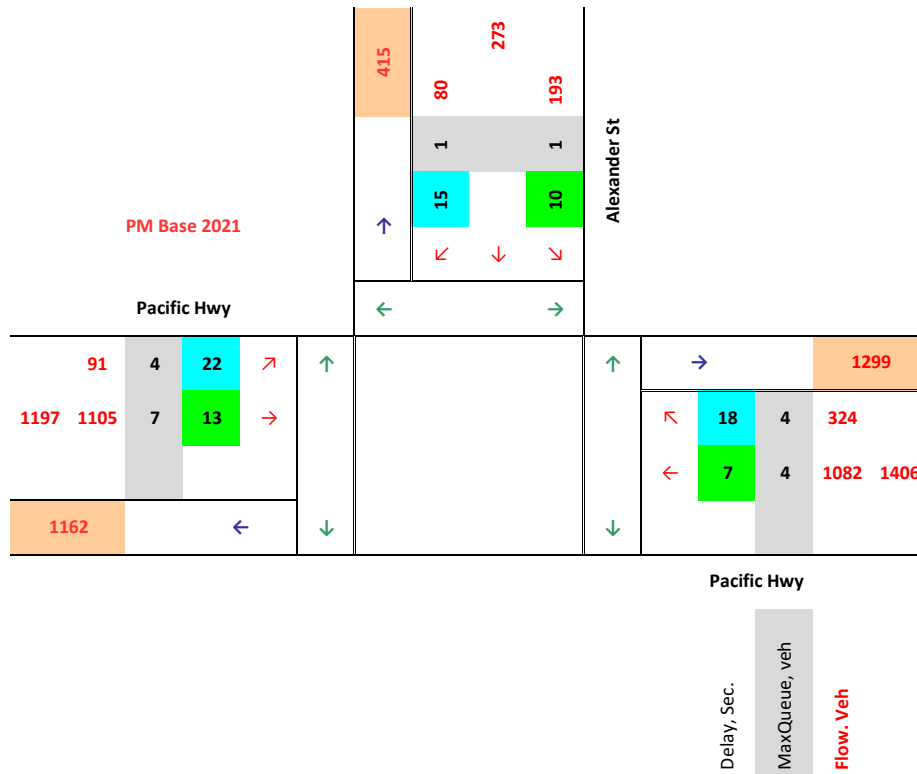 273
415
80
193
1
1
Alexander St
15
10
PM Base 2021
↑
↙ ↓ ↘
Pacific Hwy
← →
91 4 22 ↗ ↑ ↑ → 1299
1197 1105 7 13 → ↖ 18 4 324
← 7 4 1082 1406
1162 ← ↓ ↓
Pacific Hwy
Delay, Sec.
MaxQueue, veh
Flow. Veh